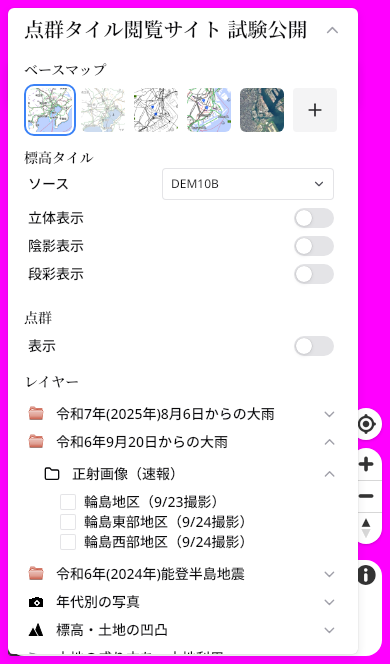 点群タイル閲覧サイト 試験公開
ベースマップ
標高タイル
ソース
DEM10B
立体表示
陰影表示
段彩表示
点群
表示
レイヤー
令和7年(2025年)8月6日からの大雨
令和6年9月20日からの大雨
正射画像（速報）
輪島地区（9/23撮影）
輪島東部地区（9/24撮影）
輪島西部地区（9/24撮影）
令和6年(2024年)能登半島地震
年代別の写真
標高・土地の凹凸